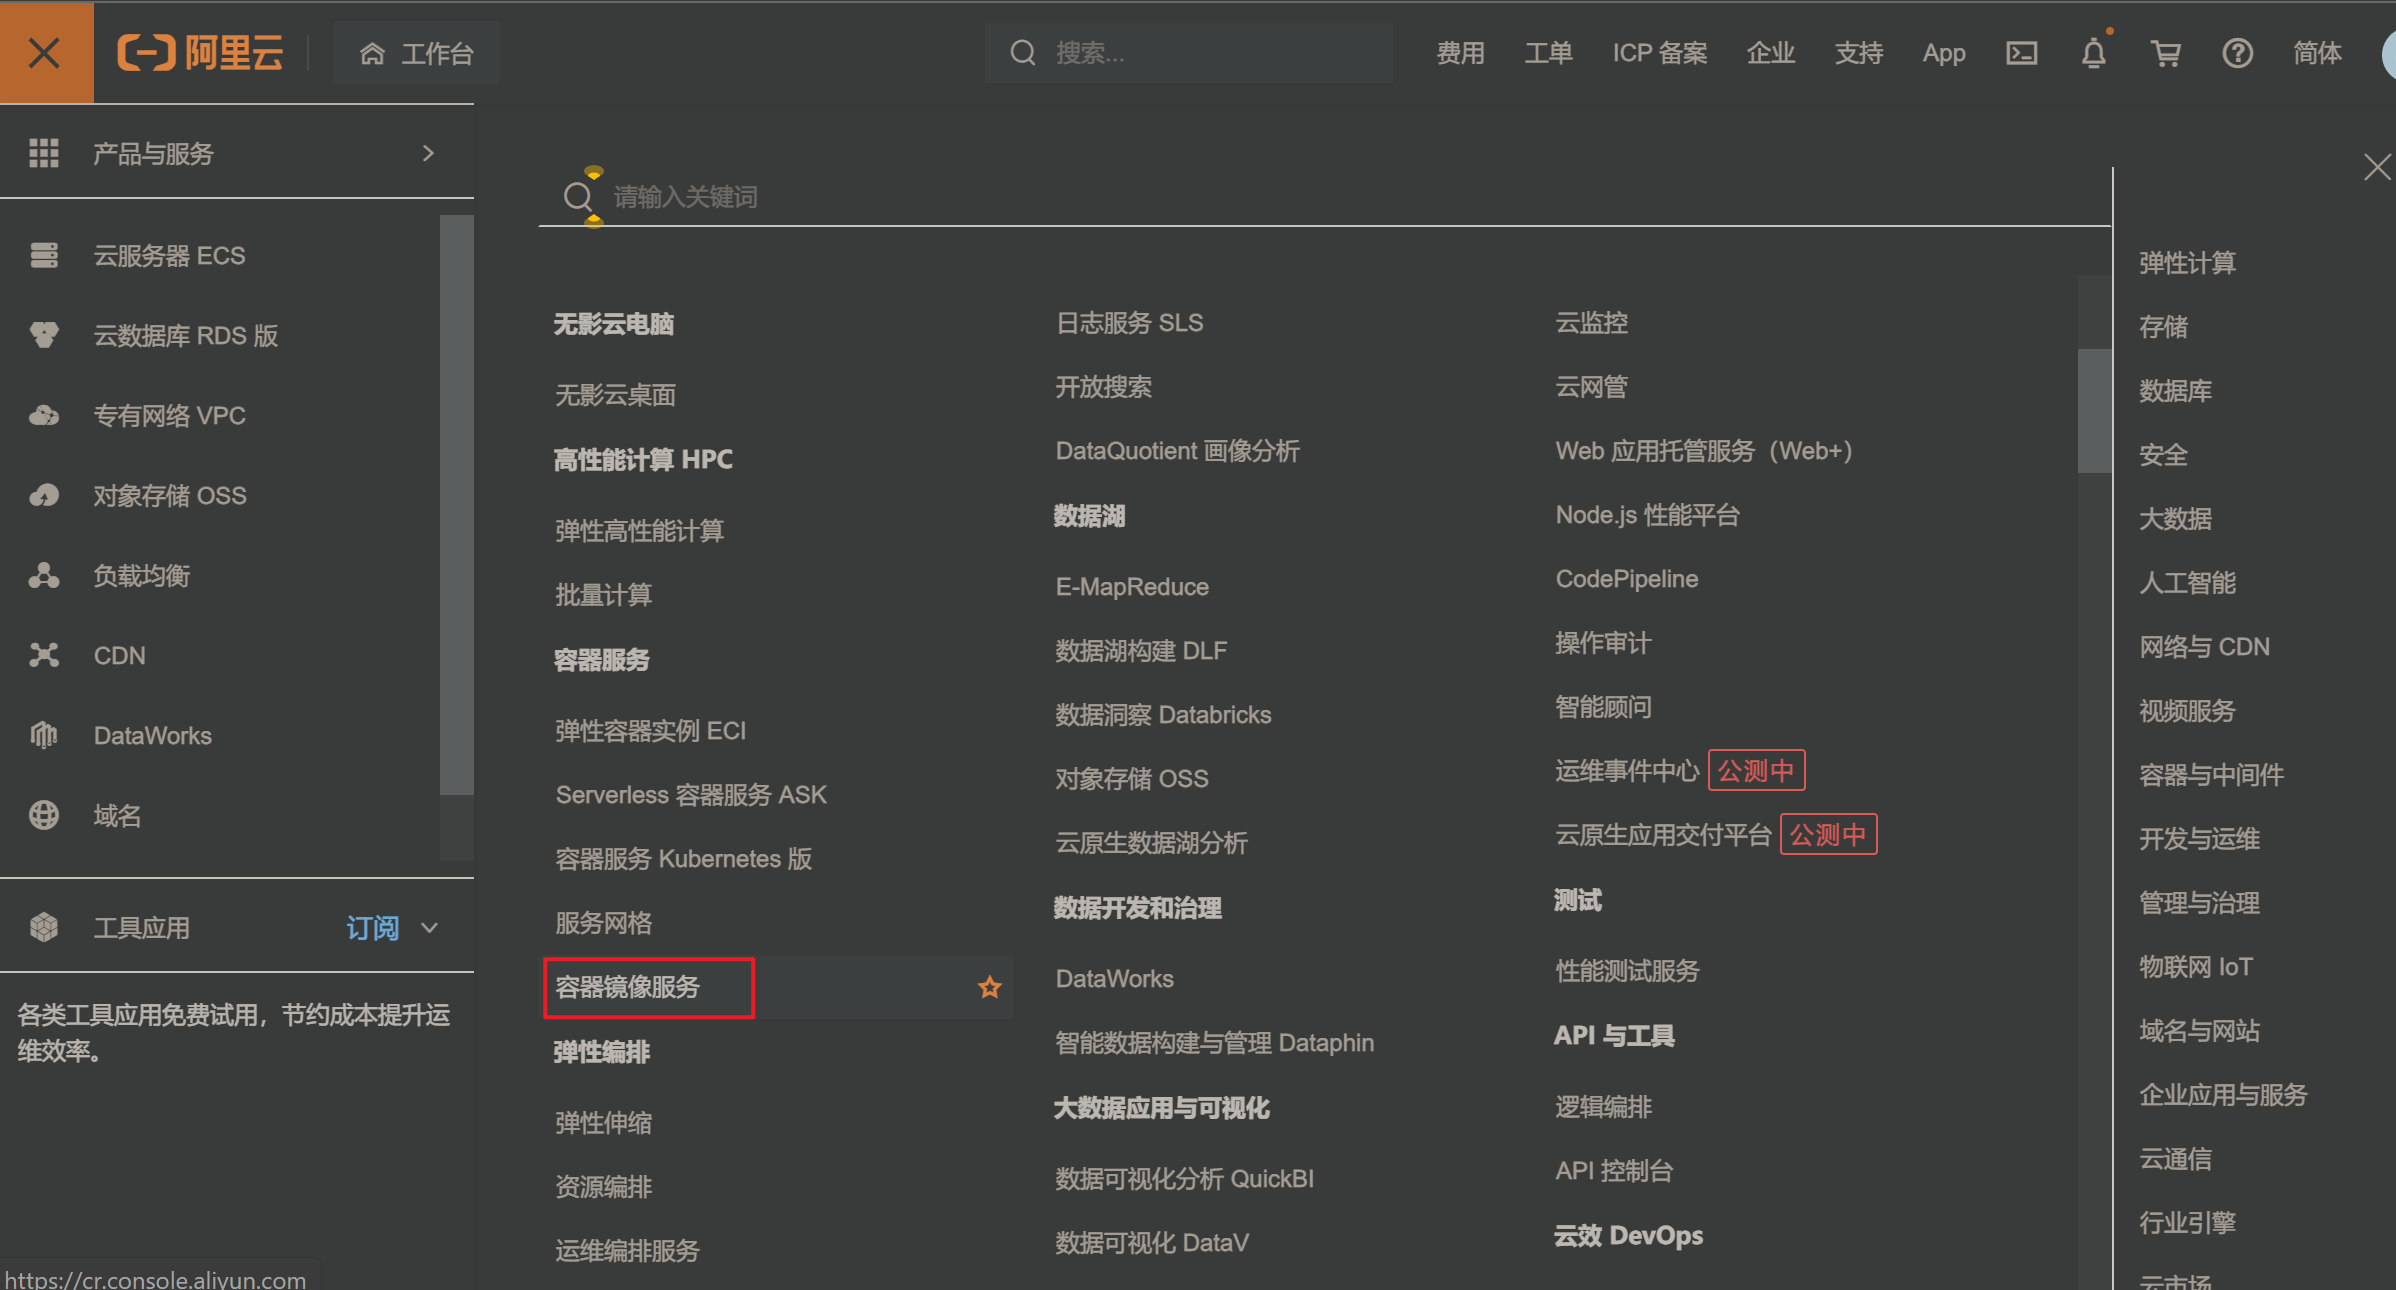 阿里云
工作台
搜索...
费用
工单
ICP 备案
企业
支持
App
简体
产品与服务
云服务器 ECS
云数据库 RDS 版
专有网络 VPC
对象存储 OSS
负载均衡
CDN
DataWorks
域名
工具应用
订阅
各类工具应用免费试用，节约成本提升运
维效率。
https://cr.console.aliyun.com
请输入关键词
无影云电脑
无影云桌面
高性能计算 HPC
弹性高性能计算
批量计算
容器服务
弹性容器实例 ECI
Serverless 容器服务 ASK
容器服务 Kubernetes 版
服务网格
容器镜像服务
弹性编排
弹性伸缩
资源编排
运维编排服务
日志服务 SLS
开放搜索
DataQuotient 画像分析
数据湖
E-MapReduce
数据湖构建 DLF
数据洞察 Databricks
对象存储 OSS
云原生数据湖分析
数据开发和治理
DataWorks
智能数据构建与管理 Dataphin
大数据应用与可视化
数据可视化分析 QuickBI
数据可视化 DataV
云监控
云网管
Web 应用托管服务（Web+）
Node.js 性能平台
CodePipeline
操作审计
智能顾问
运维事件中心 公测中
云原生应用交付平台 公测中
测试
性能测试服务
API 与工具
逻辑编排
API 控制台
云效 DevOps
弹性计算
存储
数据库
安全
大数据
人工智能
网络与 CDN
视频服务
容器与中间件
开发与运维
管理与治理
物联网 IoT
域名与网站
企业应用与服务
云通信
行业引擎
云市场